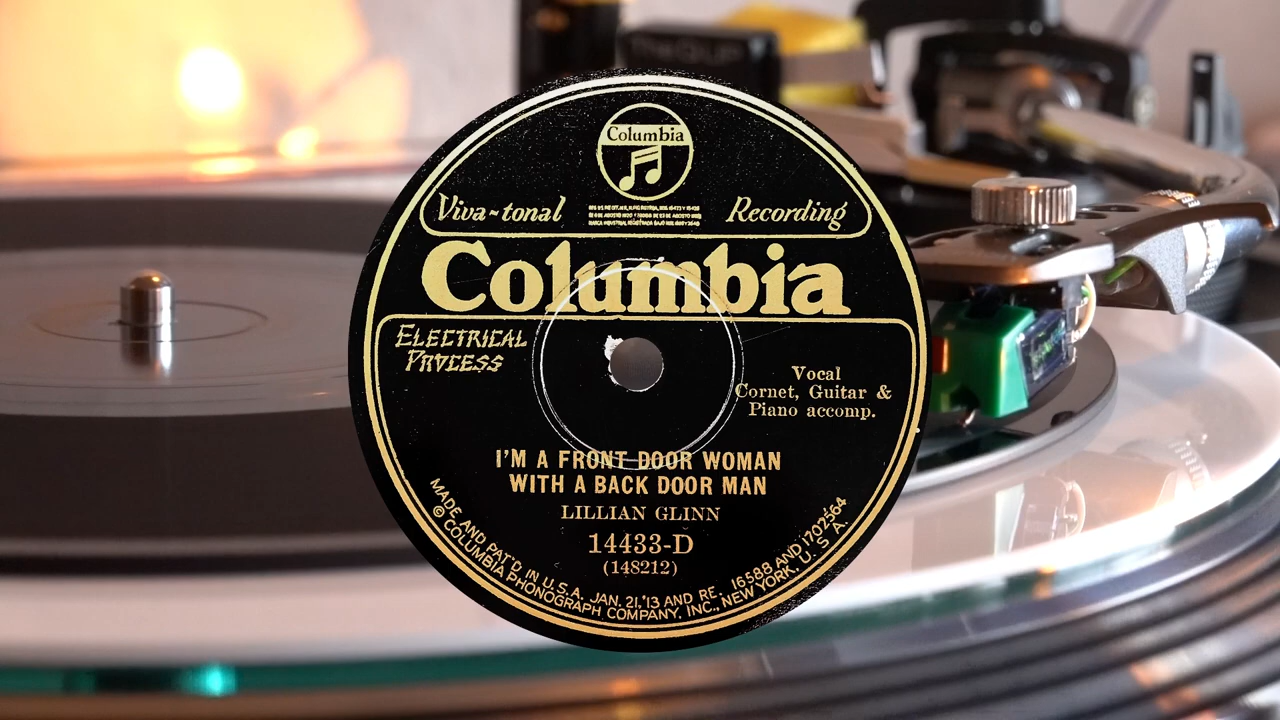 Columbia
Viva-tonal
Recording
Columbia
ELECTRICAL
PROCESS
Vocal
Cornet, Guitar &
Piano accomp.
I'M A FRONT DOOR WOMAN
WITH A BACK DOOR MAN
LILLIAN GLINN
14433-D
(148212)
MADE AND PAT'D IN U.S.A. JAN. 21,'13 AND RE. 16588 AND 1702564
© COLUMBIA PHONOGRAPH COMPANY, INC., NEW YORK, U. S. A.